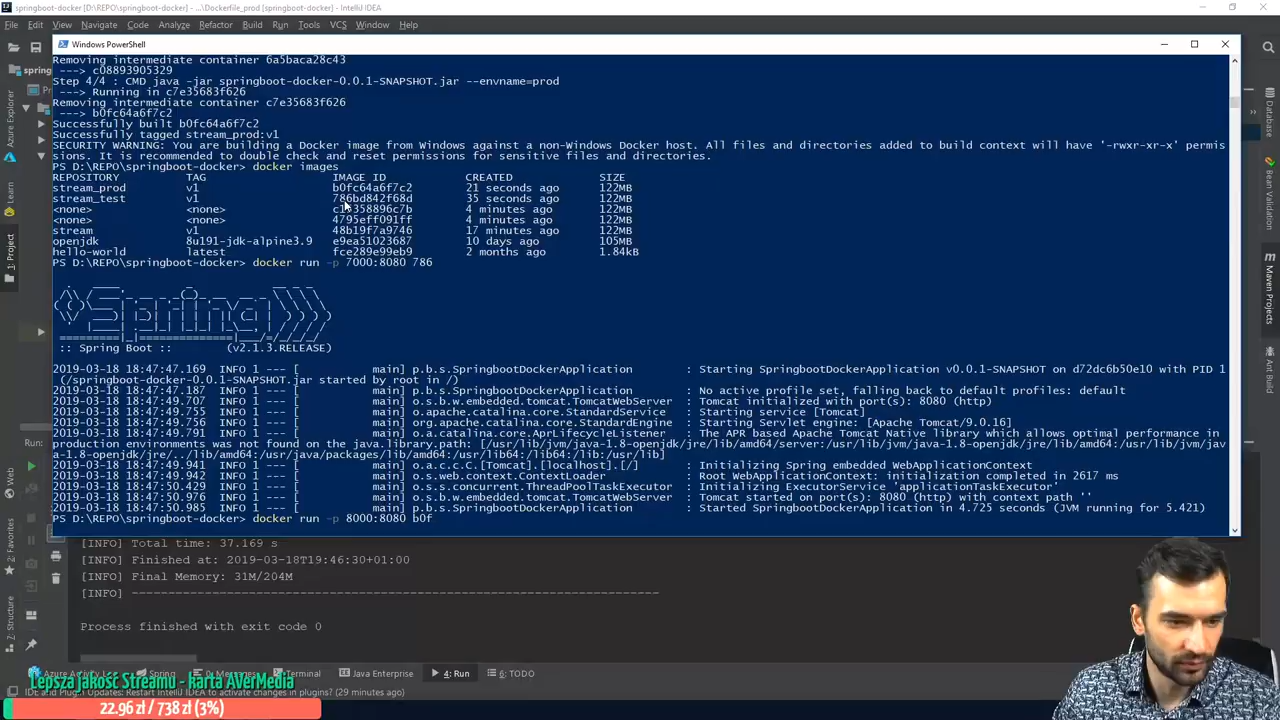 springboot-docker [D:\REPO\springboot-docker] - ...\Dockerfile_prod [springboot-docker] - IntelliJ IDEA
File Edit View Navigate Code Analyze Refactor Build Run Tools VCS Window Help
Windows PowerShell
Removing intermediate container 6a5baca28c43
---> c08893905329
Step 4/4 : CMD java -jar springboot-docker-0.0.1-SNAPSHOT.jar --envname=prod
---> Running in c7e35683f626
Removing intermediate container c7e35683f626
---> b0fc64a6f7c2
Successfully built b0fc64a6f7c2
Successfully tagged stream_prod:v1
SECURITY WARNING: You are building a Docker image from Windows against a non-Windows Docker host. All files and directories added to build context will have '-rwxr-xr-x' permis
sions. It is recommended to double check and reset permissions for sensitive files and directories.
PS D:\REPO\springboot-docker> docker images
REPOSITORY TAG IMAGE ID CREATED SIZE
stream_prod v1 b0fc64a6f7c2 21 seconds ago 122MB
stream_test v1 786bd842f68d 35 seconds ago 122MB
<none> <none> 58896c7b 4 minutes ago 122MB
<none> <none> 4795eff091ff 4 minutes ago 122MB
stream v1 48b19f7a9746 17 minutes ago 122MB
openjdk 8u191-jdk-alpine3.9 e9ea51023687 10 days ago 105MB
hello-world latest fce289e99eb9 2 months ago 1.84kB
PS D:\REPO\springboot-docker> docker run -p 7000:8080 786
:: Spring Boot :: (v2.1.3.RELEASE)
2019-03-18 18:47:47.169 INFO 1 --- [ main] p.b.s.SpringbootDockerApplication : Starting SpringbootDockerApplication v0.0.1-SNAPSHOT on d72dc6b50e10 with PID 1
(/springboot-docker-0.0.1-SNAPSHOT.jar started by root in /)
2019-03-18 18:47:47.187 INFO 1 --- [ main] p.b.s.SpringbootDockerApplication : No active profile set, falling back to default profiles: default
2019-03-18 18:47:49.707 INFO 1 --- [ main] o.s.b.w.embedded.tomcat.TomcatWebServer : Tomcat initialized with port(s): 8080 (http)
2019-03-18 18:47:49.755 INFO 1 --- [ main] o.apache.catalina.core.StandardService : Starting service [Tomcat]
2019-03-18 18:47:49.756 INFO 1 --- [ main] org.apache.catalina.core.StandardEngine : Starting Servlet engine: [Apache Tomcat/9.0.16]
2019-03-18 18:47:49.791 INFO 1 --- [ main] o.a.catalina.core.AprLifecycleListener : The APR based Apache Tomcat Native library which allows optimal performance in
production environments was not found on the java.library.path: [/usr/lib/jvm/java-1.8-openjdk/jre/lib/amd64/server:/usr/lib/jvm/java-1.8-openjdk/jre/lib/amd64:/usr/lib/jvm/jav
a-1.8-openjdk/jre/../lib/amd64:/usr/java/packages/lib/amd64:/usr/lib64:/lib64:/lib:/usr/lib]
2019-03-18 18:47:49.941 INFO 1 --- [ main] o.a.c.c.C.[Tomcat].[localhost].[/] : Initializing Spring embedded WebApplicationContext
2019-03-18 18:47:49.942 INFO 1 --- [ main] o.s.web.context.ContextLoader : Root WebApplicationContext: initialization completed in 2617 ms
2019-03-18 18:47:50.429 INFO 1 --- [ main] o.s.s.concurrent.ThreadPoolTaskExecutor : Initializing ExecutorService 'applicationTaskExecutor'
2019-03-18 18:47:50.976 INFO 1 --- [ main] o.s.b.w.embedded.tomcat.TomcatWebServer : Tomcat started on port(s): 8080 (http) with context path ''
2019-03-18 18:47:50.985 INFO 1 --- [ main] p.b.s.SpringbootDockerApplication : Started SpringbootDockerApplication in 4.725 seconds (JVM running for 5.421)
PS D:\REPO\springboot-docker> docker run -p 8000:8080 b0f
[INFO] Total time: 37.169 s
[INFO] Finished at: 2019-03-18T19:46:30+01:00
[INFO] Final Memory: 31M/204M
[INFO] ------------------------------------------------------------------------
Process finished with exit code 0
Terminal Java Enterprise 4: Run 6: TODO
Lepsza jakość Streamu - karta AVerMedia
IDE and Plugin Updates: Restart IntelliJ IDEA to activate changes in plugins? (29 minutes ago)
22.96 zł / 738 zł (3%)
spring
Azure Explorer
Learn
1: Project
Run:
Web
2: Favorites
7: Structure
Database
Maven Projects
Ant Build